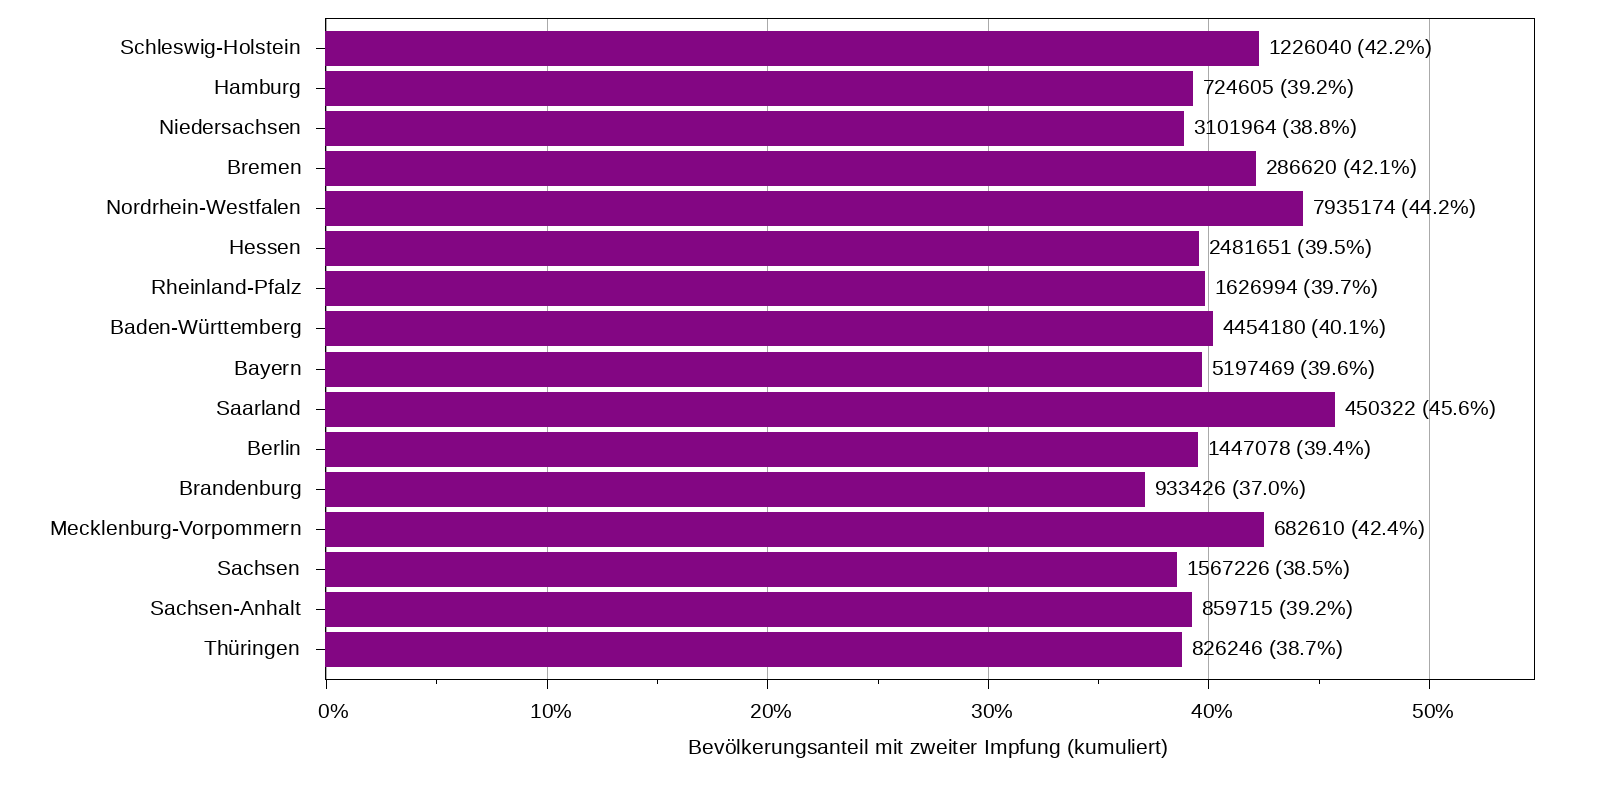 Schleswig-Holstein 1226040 (42.2%)
Hamburg 724605 (39.2%)
Niedersachsen 3101964 (38.8%)
Bremen 286620 (42.1%)
Nordrhein-Westfalen 7935174 (44.2%)
Hessen 2481651 (39.5%)
Rheinland-Pfalz 1626994 (39.7%)
Baden-Württemberg 4454180 (40.1%)
Bayern 5197469 (39.6%)
Saarland 450322 (45.6%)
Berlin 1447078 (39.4%)
Brandenburg 933426 (37.0%)
Mecklenburg-Vorpommern 682610 (42.4%)
Sachsen 1567226 (38.5%)
Sachsen-Anhalt 859715 (39.2%)
Thüringen 826246 (38.7%)
0% 10% 20% 30% 40% 50%
Bevölkerungsanteil mit zweiter Impfung (kumuliert)